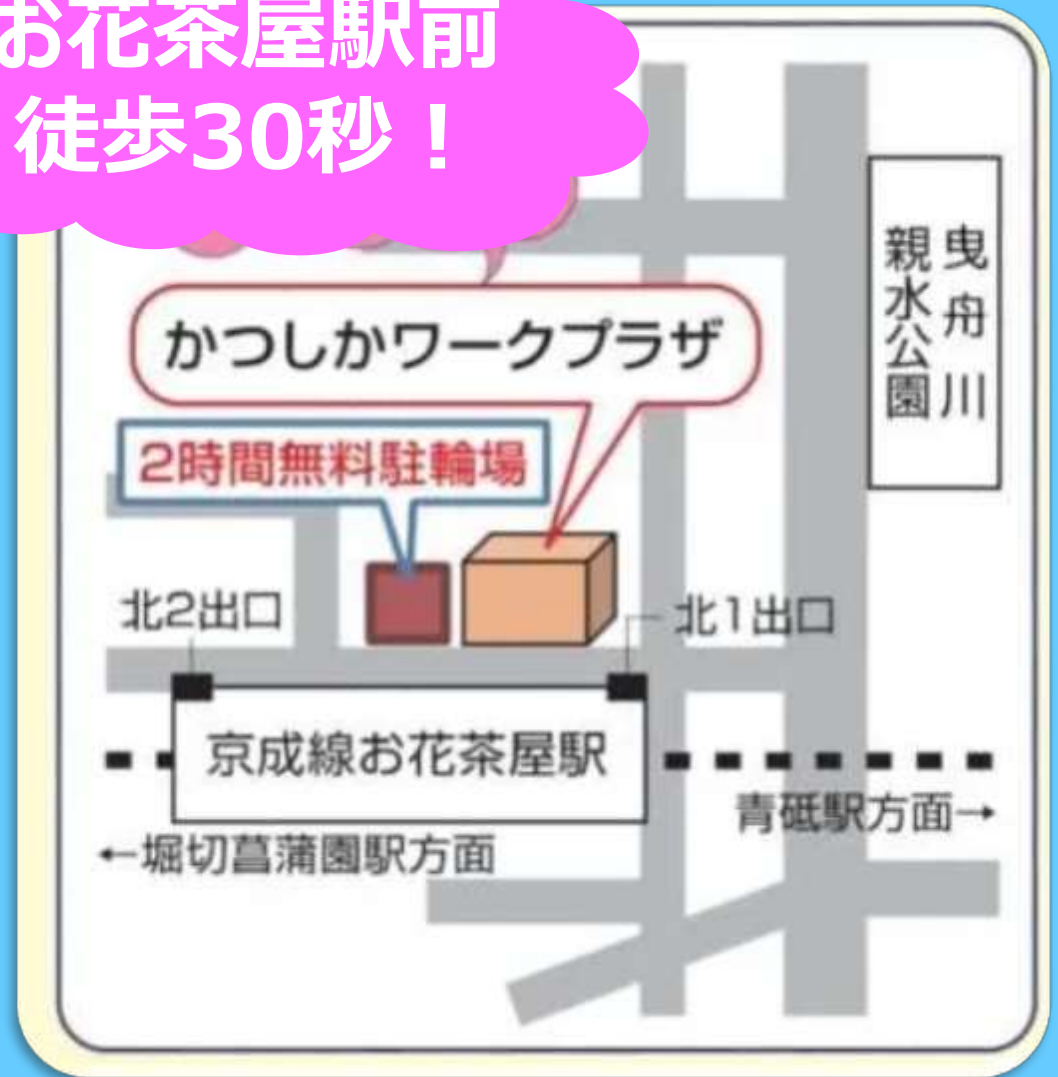 お花茶屋駅前
徒歩30秒！
かつしかワークプラザ
曳舟川
親水公園
2時間無料駐輪場
北2出口
北1出口
京成線お花茶屋駅
青砥駅方面→
←堀切菖蒲園駅方面